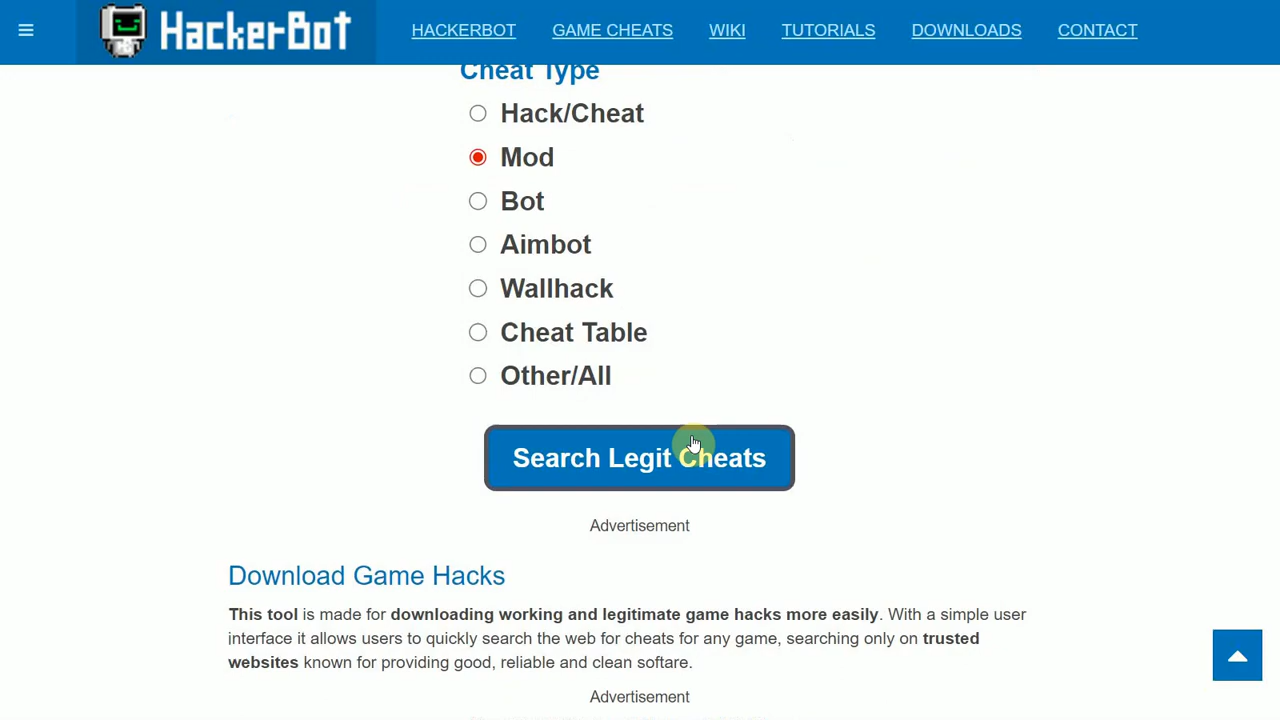 HackerBot
HACKERBOT GAME CHEATS WIKI TUTORIALS DOWNLOADS CONTACT
Cheat Type
Hack/Cheat
Mod
Bot
Aimbot
Wallhack
Cheat Table
Other/All
Search Legit Cheats
Advertisement
Download Game Hacks
This tool is made for downloading working and legitimate game hacks more easily. With a simple user
interface it allows users to quickly search the web for cheats for any game, searching only on trusted
websites known for providing good, reliable and clean softare.
Advertisement